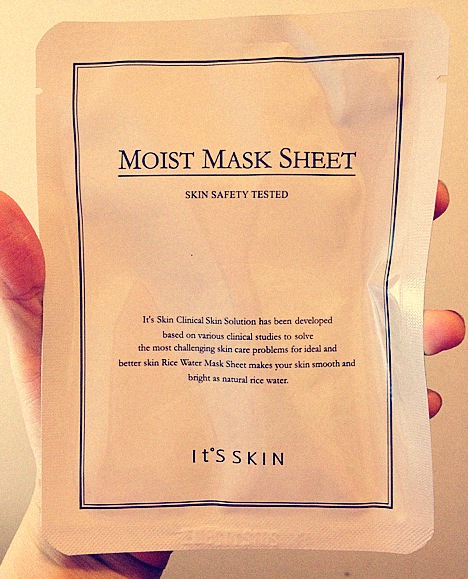 MOIST MASK SHEET
SKIN SAFETY TESTED
It's Skin Clinical Skin Solution has been developed
based on various clinical studies to solve
the most challenging skin care problems for ideal and
better skin Rice Water Mask Sheet makes your skin smooth and
bright as natural rice water.
It'S SKIN